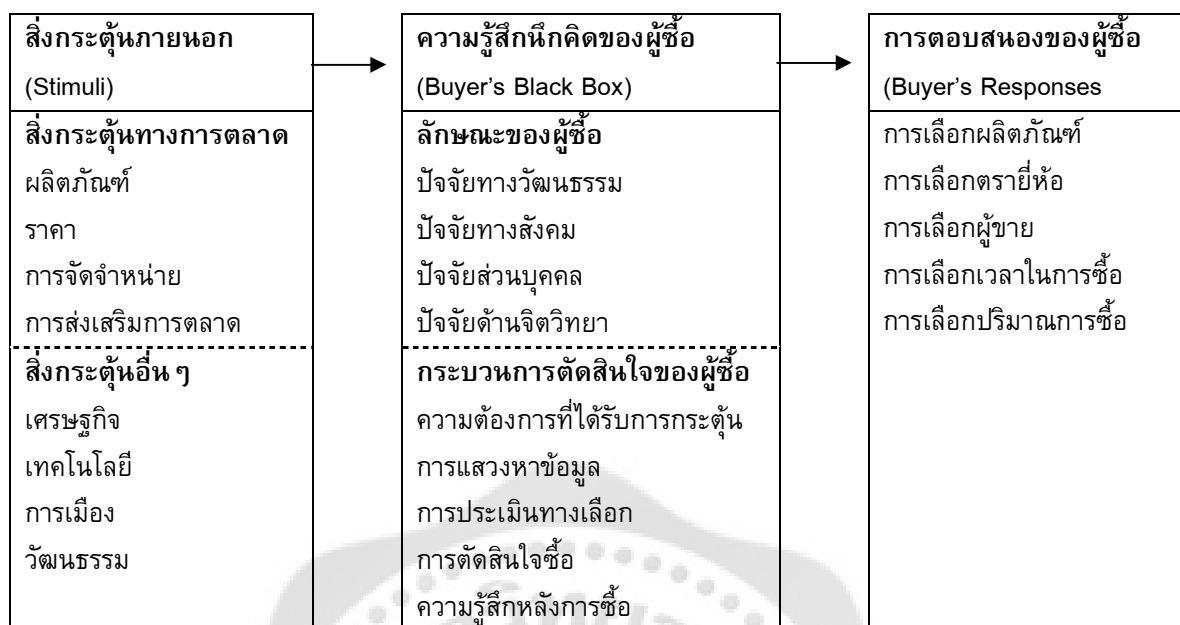 สิ่งกระตุ้นภายนอก
(Stimuli)
สิ่งกระตุ้นทางการตลาด
ผลิตภัณฑ์
ราคา
การจัดจำหน่าย
การส่งเสริมการตลาด
สิ่งกระตุ้นอื่น ๆ
เศรษฐกิจ
เทคโนโลยี
การเมือง
วัฒนธรรม
ความรู้สึกนึกคิดของผู้ซื้อ
(Buyer's Black Box)
ลักษณะของผู้ซื้อ
ปัจจัยทางวัฒนธรรม
ปัจจัยทางสังคม
ปัจจัยส่วนบุคคล
ปัจจัยด้านจิตวิทยา
กระบวนการตัดสินใจของผู้ซื้อ
ความต้องการที่ได้รับการกระตุ้น
การแสวงหาข้อมูล
การประเมินทางเลือก
การตัดสินใจซื้อ
ความรู้สึกหลังการซื้อ
การตอบสนองของผู้ซื้อ
(Buyer's Responses
การเลือกผลิตภัณฑ์
การเลือกตรายี่ห้อ
การเลือกผู้ขาย
การเลือกเวลาในการซื้อ
การเลือกปริมาณการซื้อ